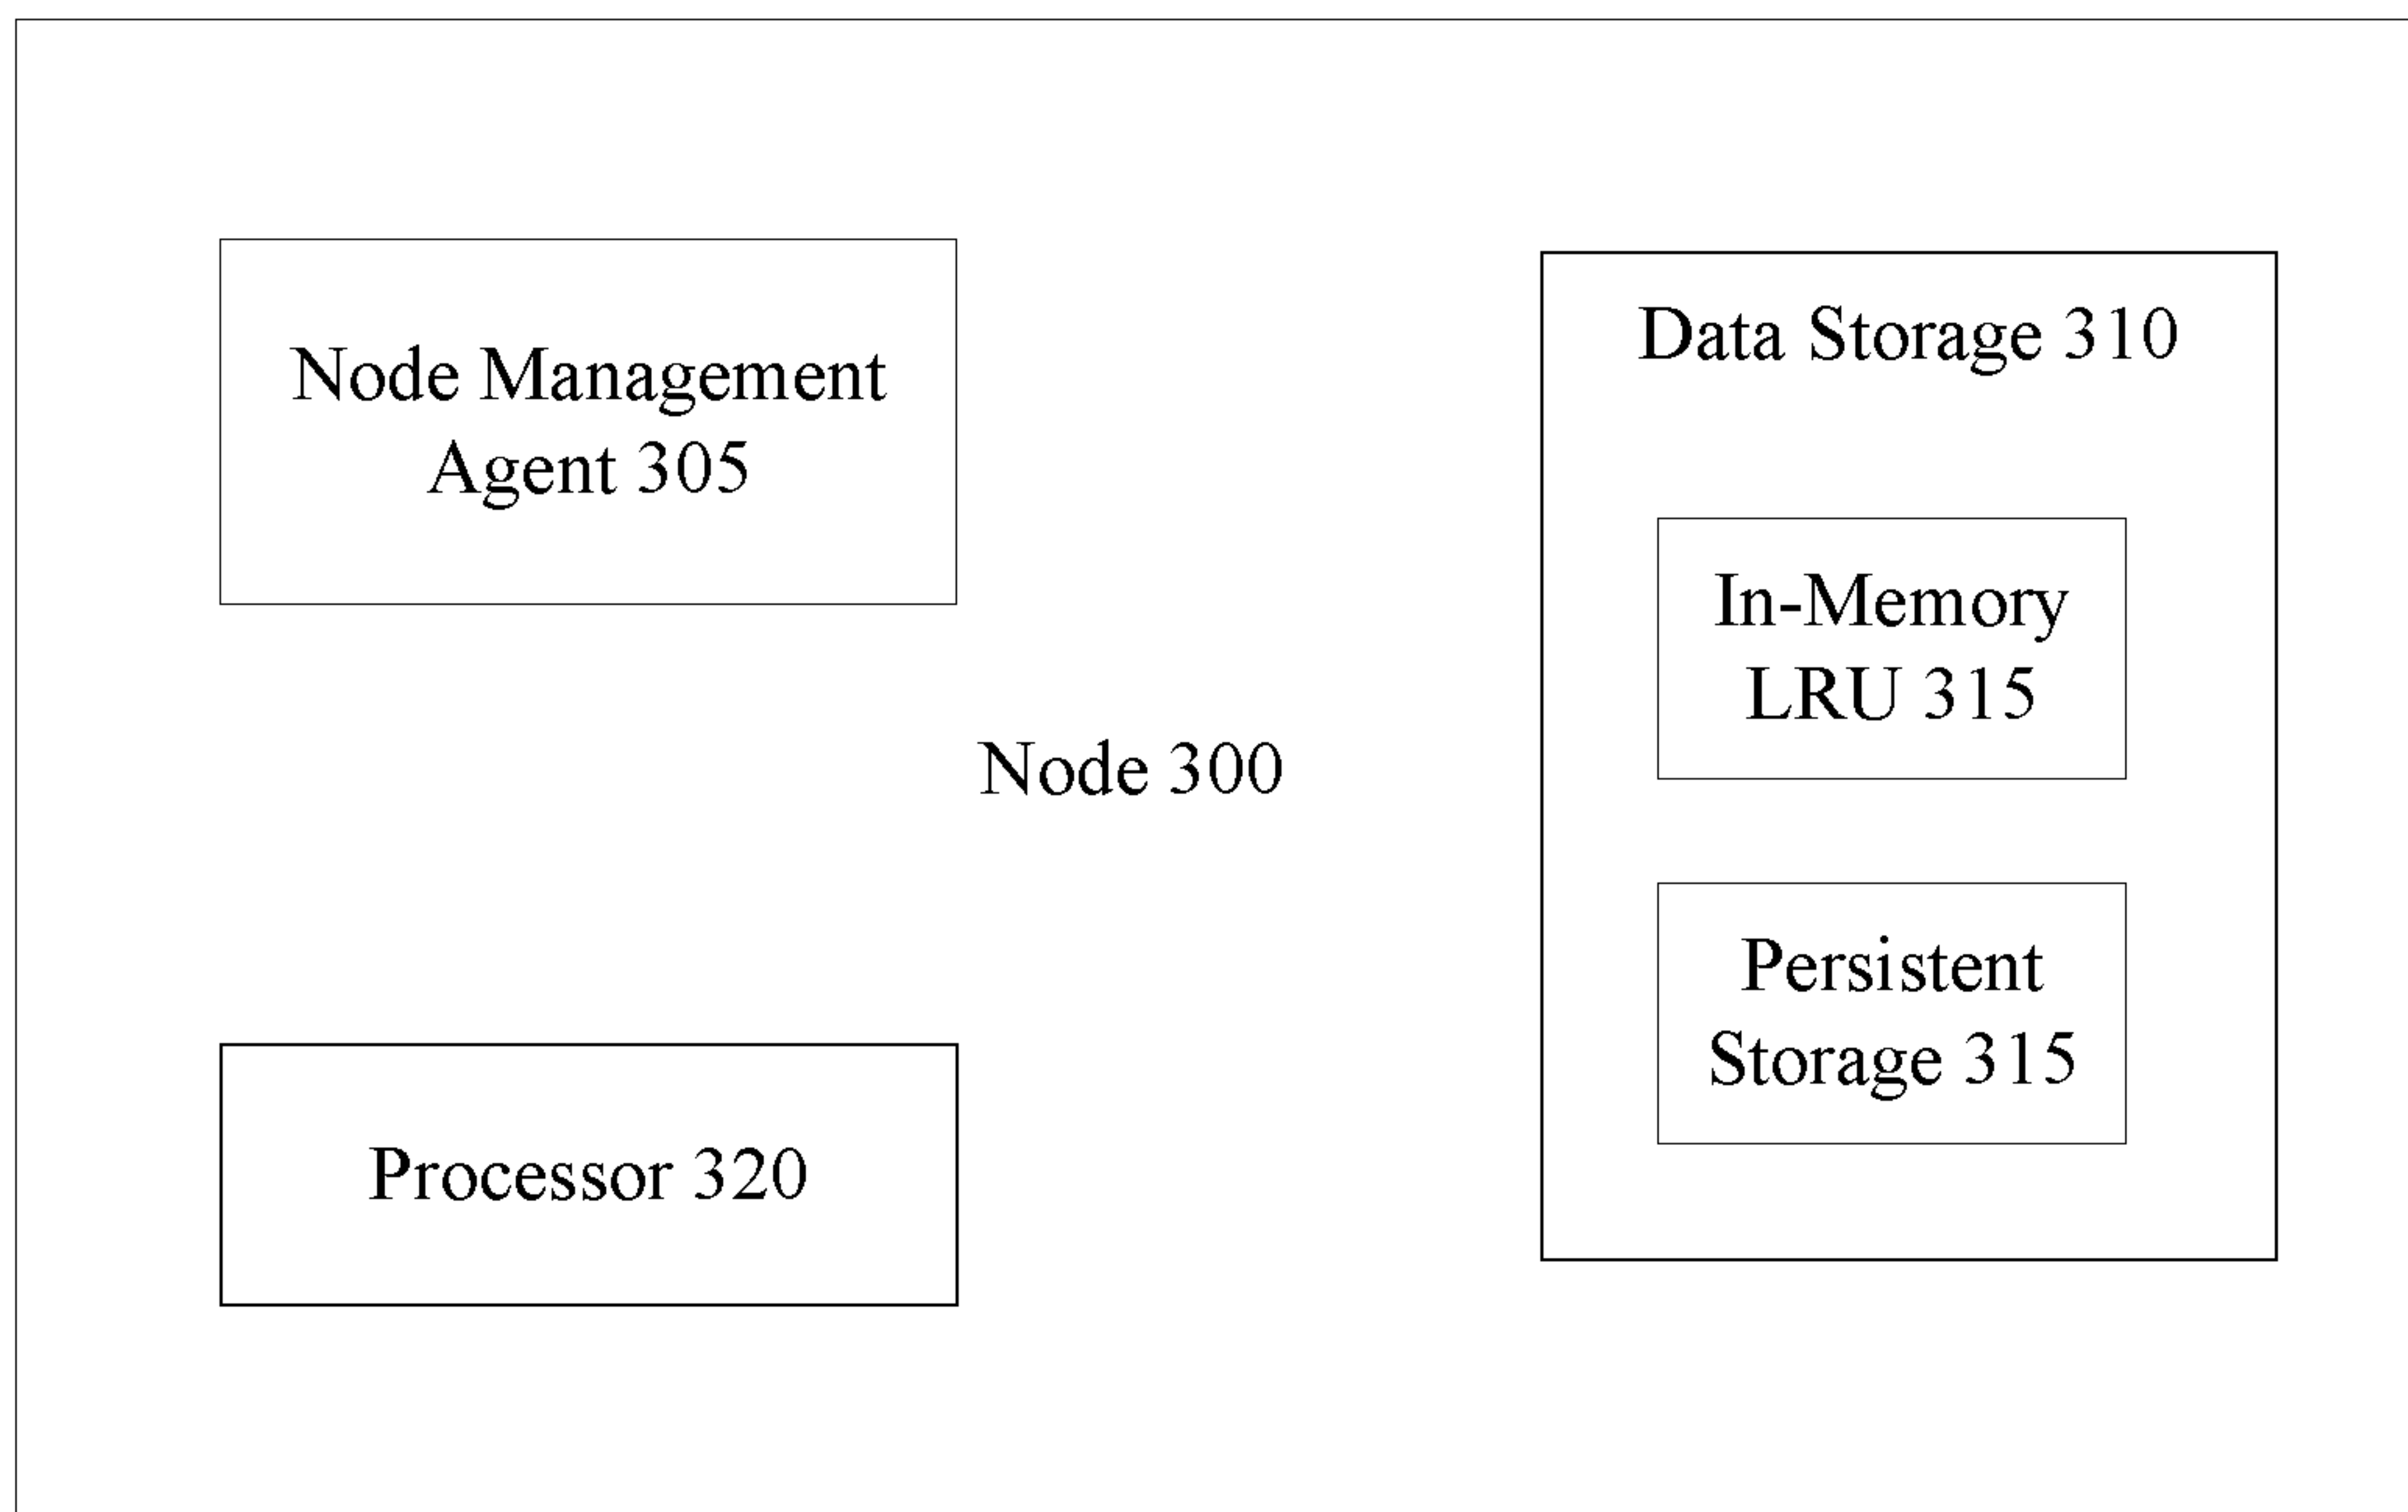 Node Management
Agent 305
Data Storage 310
In-Memory
LRU 315
Node 300
Persistent
Storage 315
Processor 320